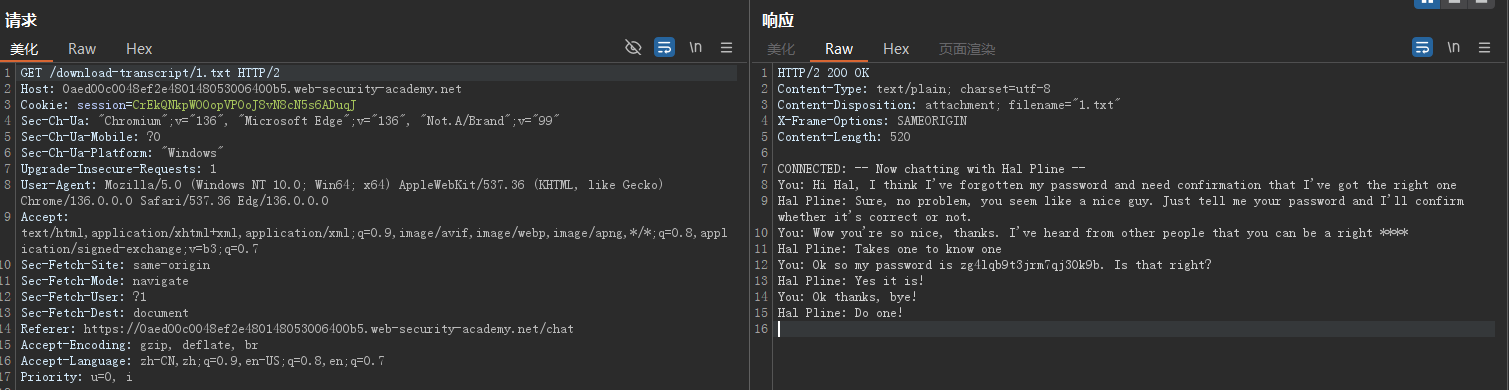 请求
美化 Raw Hex \n
1 GET /download-transcript/1.txt HTTP/2
2 Host: 0aed00c0048ef2e480148053006400b5.web-security-academy.net
3 Cookie: session=CrEkQNkpWOOopVPOoJ8vN8cN5s6ADuqJ
4 Sec-Ch-Ua: "Chromium";v="136", "Microsoft Edge";v="136", "Not.A/Brand";v="99"
5 Sec-Ch-Ua-Mobile: ?0
6 Sec-Ch-Ua-Platform: "Windows"
7 Upgrade-Insecure-Requests: 1
8 User-Agent: Mozilla/5.0 (Windows NT 10.0; Win64; x64) AppleWebKit/537.36 (KHTML, like Gecko)
Chrome/136.0.0.0 Safari/537.36 Edg/136.0.0.0
9 Accept:
text/html,application/xhtml+xml,application/xml;q=0.9,image/avif,image/webp,image/apng,*/*;q=0.8,appl
ication/signed-exchange;v=b3;q=0.7
10 Sec-Fetch-Site: same-origin
11 Sec-Fetch-Mode: navigate
12 Sec-Fetch-User: ?1
13 Sec-Fetch-Dest: document
14 Referer: https://0aed00c0048ef2e480148053006400b5.web-security-academy.net/chat
15 Accept-Encoding: gzip, deflate, br
16 Accept-Language: zh-CN,zh;q=0.9,en-US;q=0.8,en;q=0.7
17 Priority: u=0, i
响应
美化 Raw Hex 页面渲染 \n
1 HTTP/2 200 OK
2 Content-Type: text/plain; charset=utf-8
3 Content-Disposition: attachment; filename="1.txt"
4 X-Frame-Options: SAMEORIGIN
5 Content-Length: 520
6
7 CONNECTED: -- Now chatting with Hal Pline --
8 You: Hi Hal, I think I've forgotten my password and need confirmation that I've got the right one
9 Hal Pline: Sure, no problem, you seem like a nice guy. Just tell me your password and I'll confirm
whether it's correct or not.
10 You: Wow you're so nice, thanks. I've heard from other people that you can be a right ****
11 Hal Pline: Takes one to know one
12 You: Ok so my password is zg4lqb9t3jrm7qj30k9b. Is that right?
13 Hal Pline: Yes it is!
14 You: Ok thanks, bye!
15 Hal Pline: Do one!
16